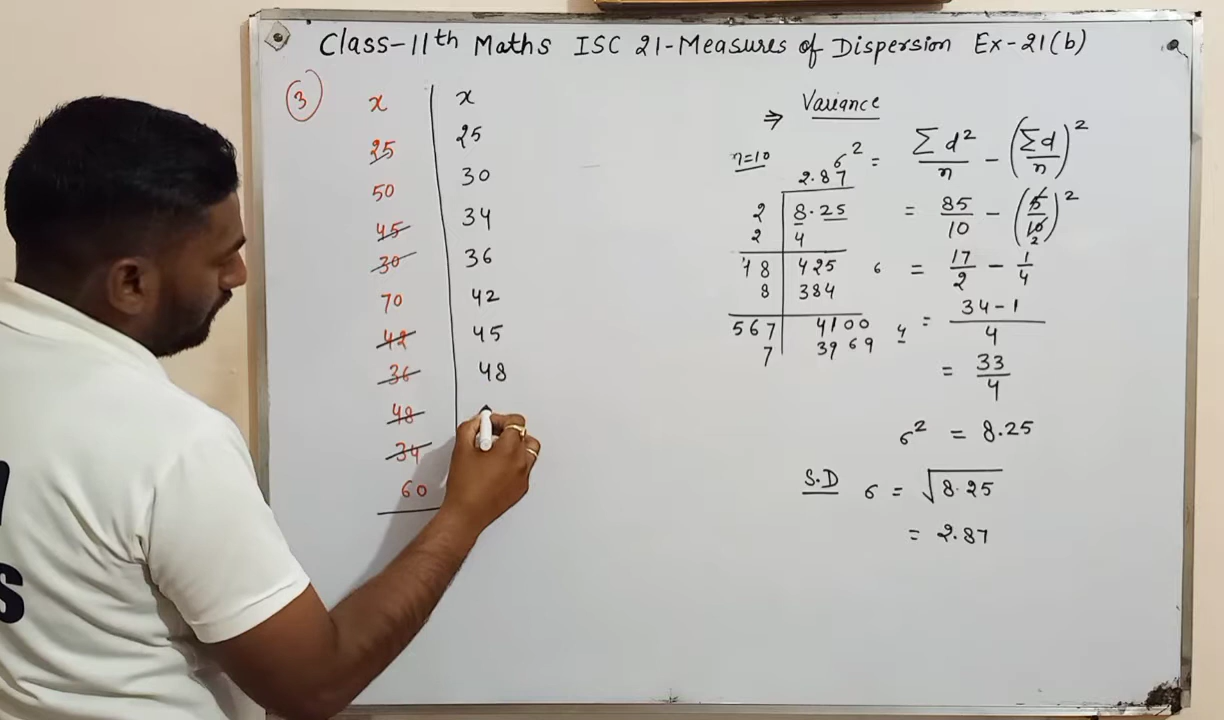 Class-11th Maths ISC 21-Measures of Dispersion Ex-21(b)
3
x
25
50
45
30
70
42
36
48
34
60
x
25
30
34
36
42
45
48
⇒ Variance
n=10
σ² = Σd²/n - (Σd/n)²
= 85/10 - (5/10)²
2
σ = 17/2 - 1/4
= 34-1/4
= 33/4
σ² = 8.25
S.D σ = √8.25
= 2.87
2.87
2 8.25
2 4
48 425
8 384
567 4100
7 3969
4
S